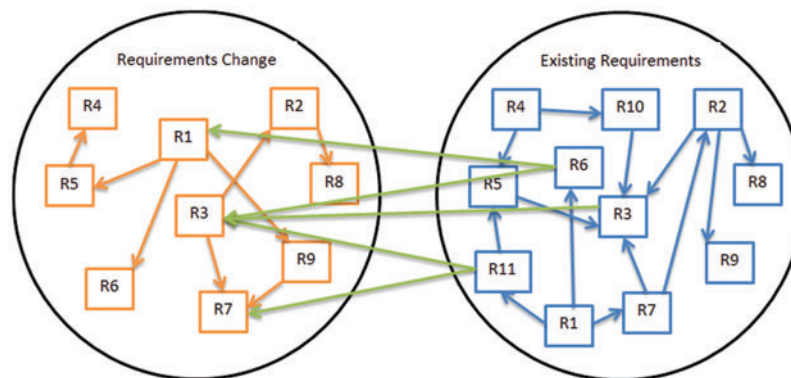 Requirements Change
R4
R1
R2
R5
R8
R3
R9
R6
R7
Existing Requirements
R4
R10
R2
R6
R5
R8
R3
R11
R9
R1
R7